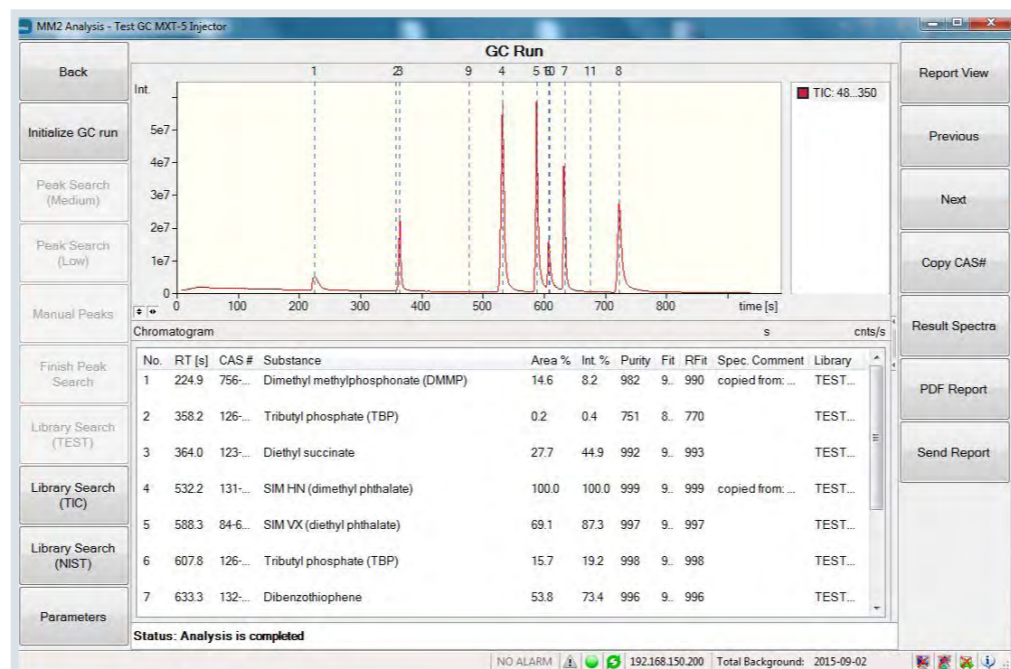 MM2 Analysis - Test GC MXT-5 Injector
Back
Initialize GC run
Peak Search (Medium)
Peak Search (Low)
Manual Peaks
Finish Peak Search
Library Search (TEST)
Library Search (TIC)
Library Search (NIST)
Parameters
GC Run
1 2 3 9 4 5 6 10 7 11 8
Int.
5e7
4e7
3e7
2e7
1e7
0
0 100 200 300 400 500 600 700 800 time [s]
TIC: 48...350
Chromatogram s cnts/s
No. RT [s] CAS # Substance Area % Int. % Purity Fit RFit Spec. Comment Library
1 224.9 756-... Dimethyl methylphosphonate (DMMP) 14.6 8.2 982 9.. 990 copied from: ... TEST...
2 358.2 126-... Tributyl phosphate (TBP) 0.2 0.4 751 8.. 770 TEST...
3 364.0 123-... Diethyl succinate 27.7 44.9 992 9.. 993 TEST...
4 532.2 131-... SIM HN (dimethyl phthalate) 100.0 100.0 999 9.. 999 copied from: ... TEST...
5 588.3 84-6... SIM VX (diethyl phthalate) 69.1 87.3 997 9.. 997 TEST...
6 607.8 126-... Tributyl phosphate (TBP) 15.7 19.2 998 9.. 998 TEST...
7 633.3 132-... Dibenzothiophene 53.8 73.4 996 9.. 996 TEST...
Status: Analysis is completed
NO ALARM 192.168.150.200 Total Background: 2015-09-02
Report View
Previous
Next
Copy CAS#
Result Spectra
PDF Report
Send Report